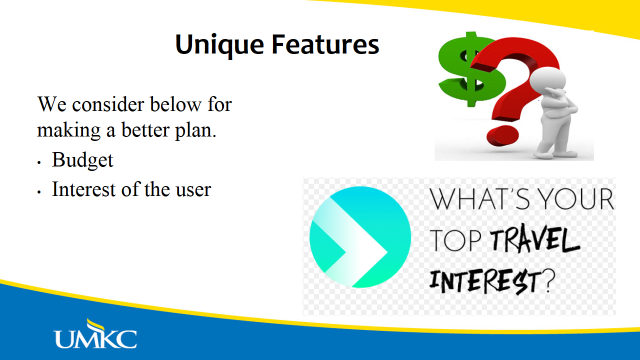 Unique Features
We consider below for
making a better plan.
• Budget
• Interest of the user
WHAT'S YOUR
TOP TRAVEL
INTEREST?
UMKC